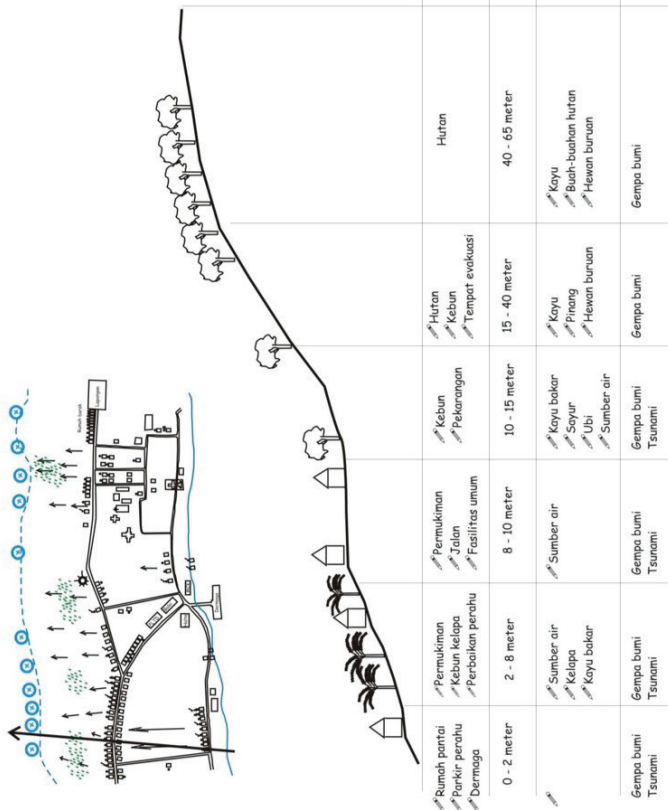 Rumah barak
Lapangan
Rumah pantai
Parkir perahu
Dermaga
Permukiman
Kebun kelapa
Perbaikan perahu
Permukiman
Jalan
Fasilitas umum
Kebun
Pekarangan
Hutan
Kebun
Tempat evakuasi
Hutan
0 - 2 meter
2 - 8 meter
8 - 10 meter
10 - 15 meter
15 - 40 meter
40 - 65 meter
Sumber air
Kelapa
Kayu bakar
Sumber air
Kayu bakar
Sayur
Ubi
Sumber air
Kayu
Pinang
Hewan buruan
Kayu
Buah-buahan hutan
Hewan buruan
Gempa bumi
Tsunami
Gempa bumi
Tsunami
Gempa bumi
Tsunami
Gempa bumi
Tsunami
Gempa bumi
Gempa bumi